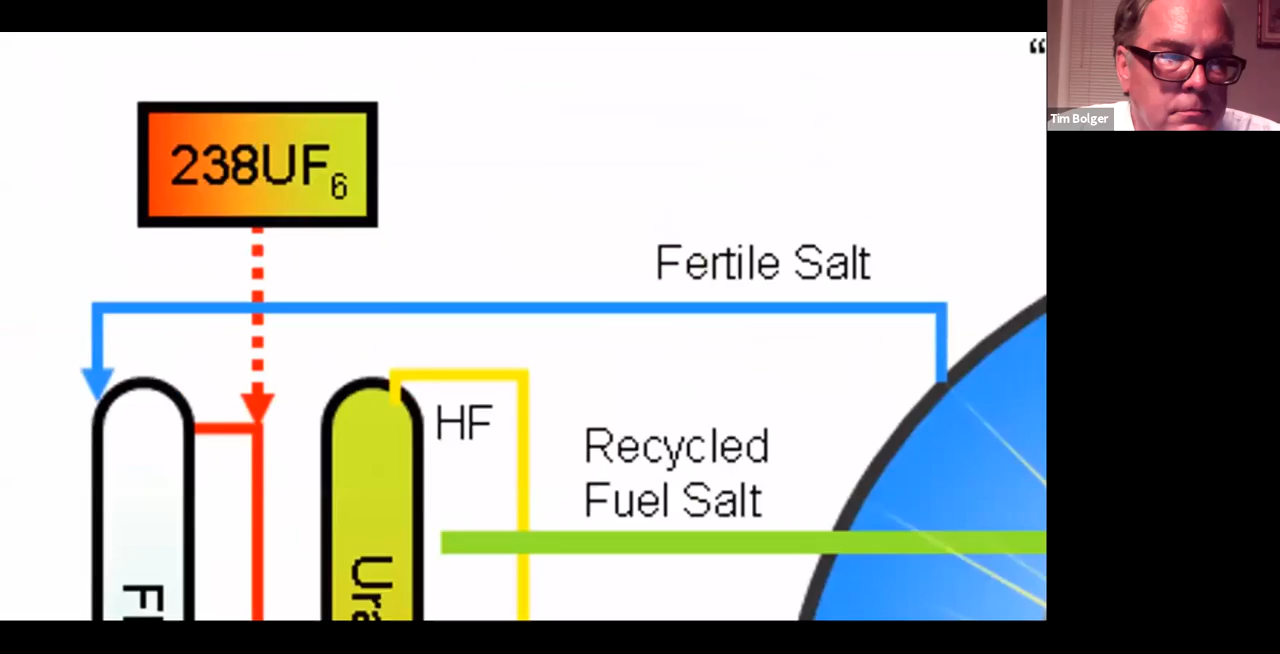 “
Tim Bolger
238UF₆
Fertile Salt
HF
Recycled
Fuel Salt